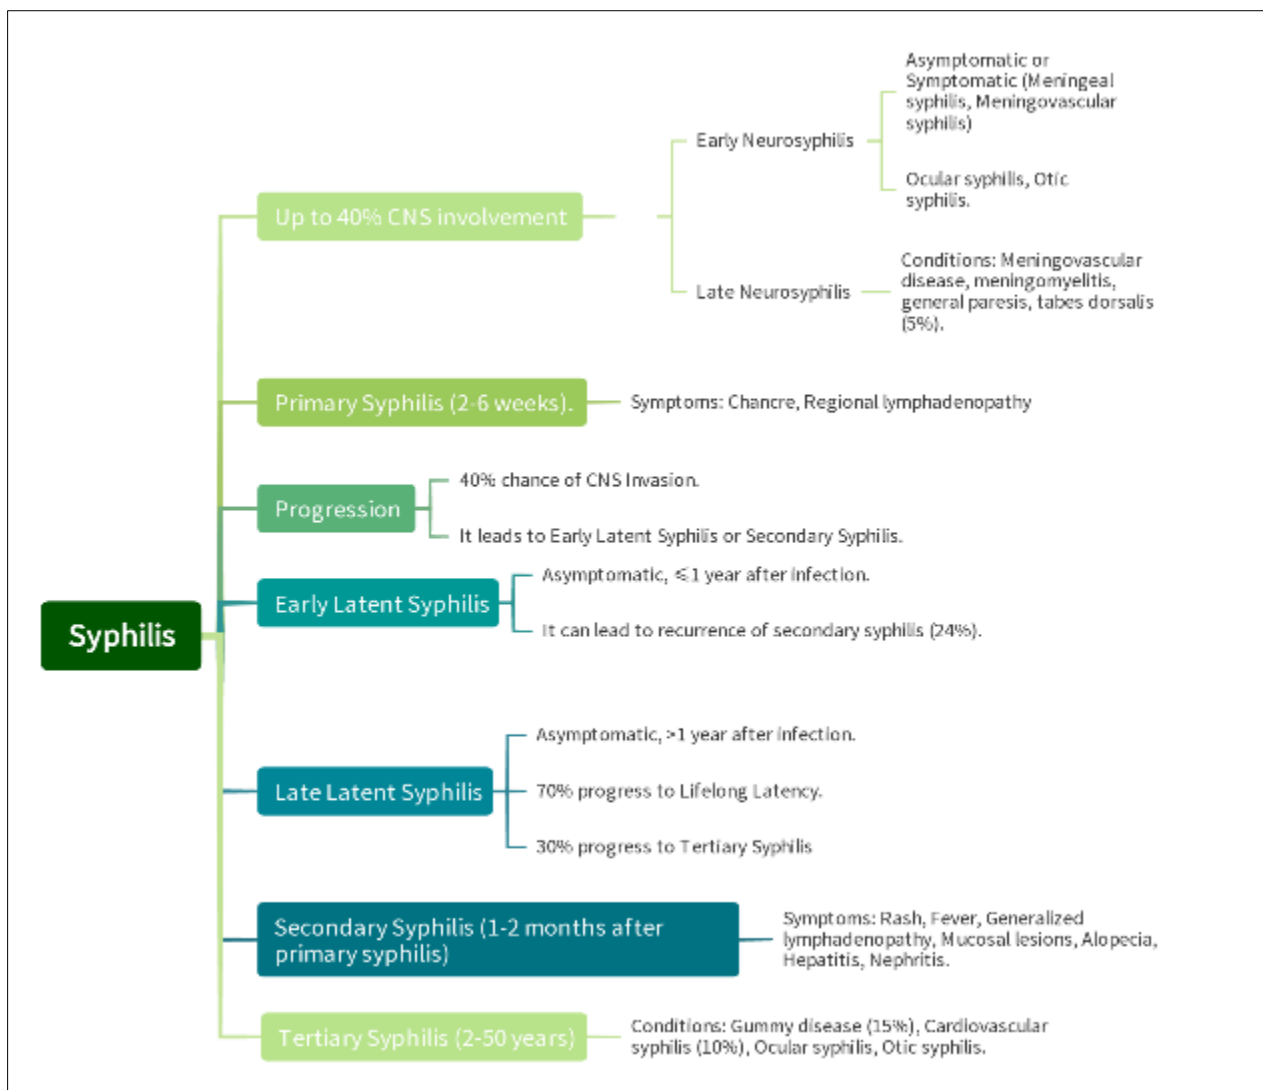 Syphilis
Up to 40% CNS involvement
Early Neurosyphilis
Asymptomatic or
Symptomatic (Meningeal
syphilis, Meningovascular
syphilis)
Ocular syphilis, Otic
syphilis.
Late Neurosyphilis
Conditions: Meningovascular
disease, meningomyelitis,
general paresis, tabes dorsalis
(5%).
Primary Syphilis (2-6 weeks).
Symptoms: Chancre, Regional lymphadenopathy
Progression
40% chance of CNS Invasion.
It leads to Early Latent Syphilis or Secondary Syphilis.
Early Latent Syphilis
Asymptomatic, ⩽1 year after infection.
It can lead to recurrence of secondary syphilis (24%).
Late Latent Syphilis
Asymptomatic, >1 year after infection.
70% progress to Lifelong Latency.
30% progress to Tertiary Syphilis
Secondary Syphilis (1-2 months after
primary syphilis)
Symptoms: Rash, Fever, Generalized
lymphadenopathy, Mucosal lesions, Alopecia,
Hepatitis, Nephritis.
Tertiary Syphilis (2-50 years)
Conditions: Gummy disease (15%), Cardiovascular
syphilis (10%), Ocular syphilis, Otic syphilis.